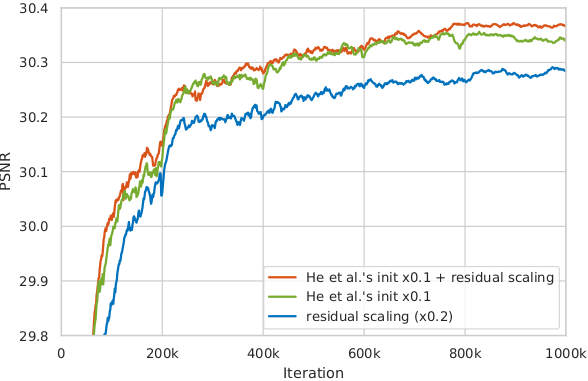 30.4
30.3
30.2
30.1
30.0
29.9
29.8
PSNR
He et al.'s init x0.1 + residual scaling
He et al.'s init x0.1
residual scaling (x0.2)
0 200k 400k 600k 800k 1000k
Iteration